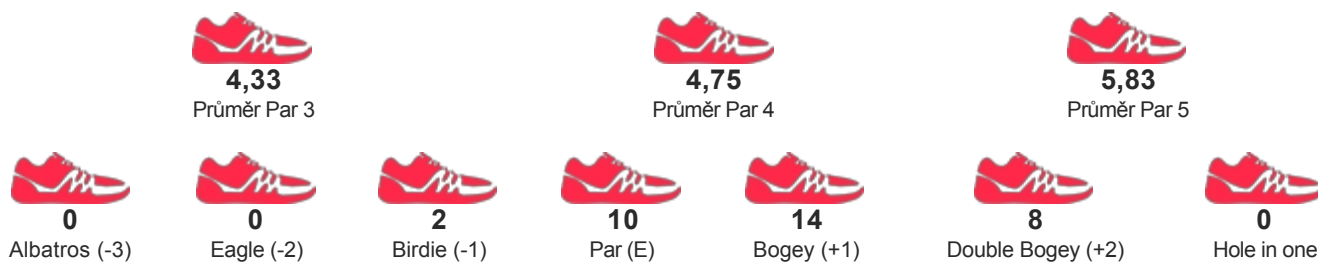 4,33 4,75 5,83
Průměr Par 3 Průměr Par 4 Průměr Par 5
0 0 2 10 14 8 0
Albatros (-3) Eagle (-2) Birdie (-1) Par (E) Bogey (+1) Double Bogey (+2) Hole in one